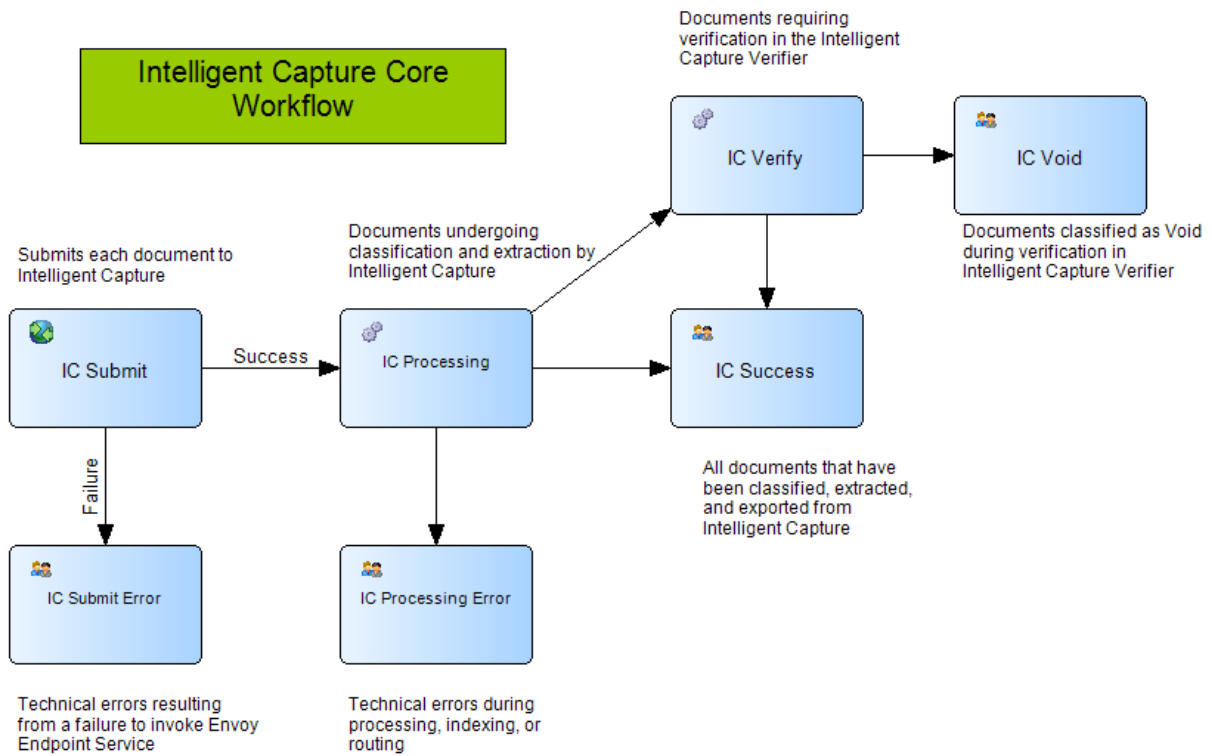 Intelligent Capture Core
Workflow
Documents requiring
verification in the Intelligent
Capture Verifier
IC Verify
IC Void
Documents classified as Void
during verification in
Intelligent Capture Verifier
Submits each document to
Intelligent Capture
Documents undergoing
classification and extraction by
Intelligent Capture
IC Submit
Success
IC Processing
IC Success
All documents that have
been classified, extracted,
and exported from
Intelligent Capture
Failure
IC Submit Error
IC Processing Error
Technical errors resulting
from a failure to invoke Envoy
Endpoint Service
Technical errors during
processing, indexing, or
routing